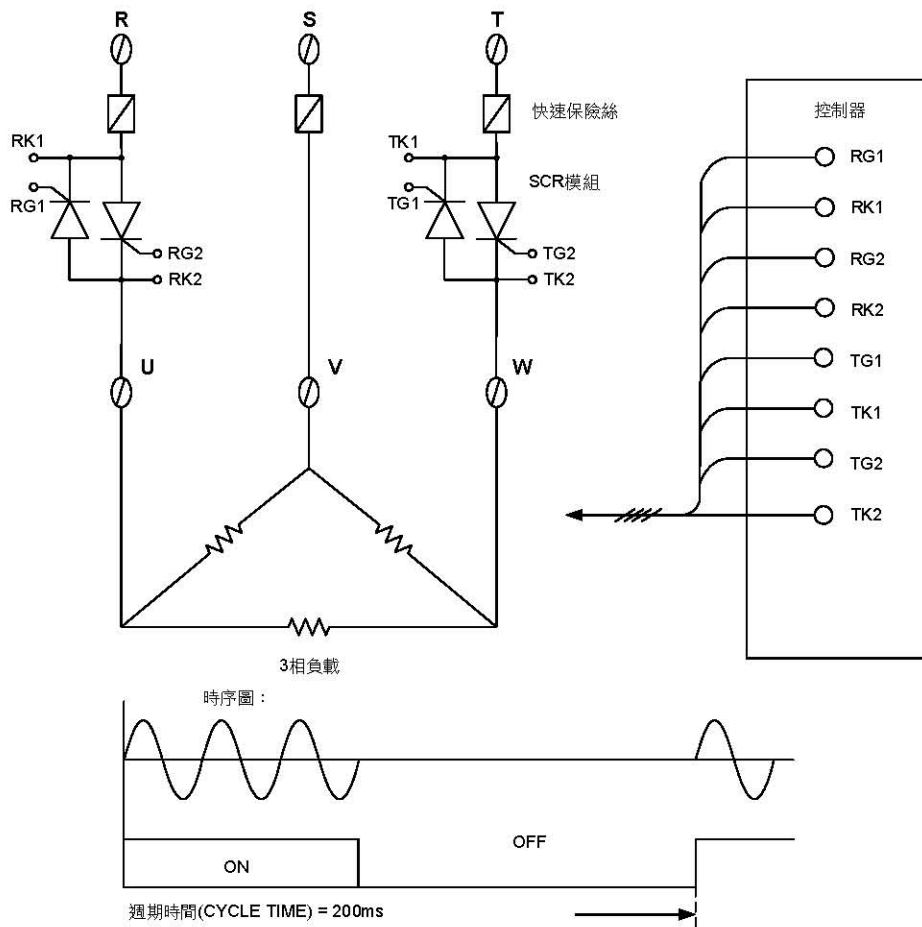 R S T
快速保險絲
控制器
RK1
TK1
RG1
SCR模組
RG1
TG1
RK1
RG2
TG2
RG2
RK2
TK2
RK2
U V W
TG1
TK1
TG2
TK2
3相負載
時序圖：
ON
OFF
週期時間(CYCLE TIME) = 200ms